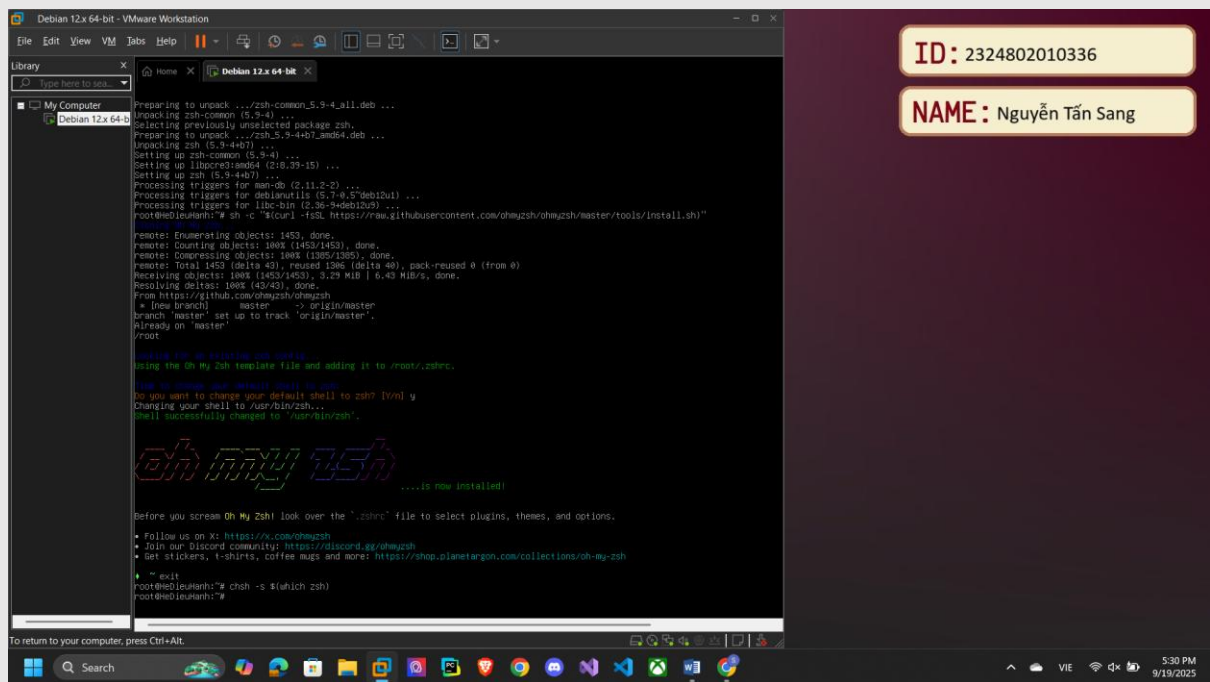 Debian 12.x 64-bit - VMware Workstation
File Edit View VM Tabs Help
Library X
Home X Debian 12.x 64-bit X
Type here to sea...
My Computer
Debian 12.x 64-b
Preparing to unpack .../zsh-common_5.9-4_all.deb ...
Unpacking zsh-common (5.9-4) ...
Selecting previously unselected package zsh.
Preparing to unpack .../zsh_5.9-4+b7_amd64.deb ...
Unpacking zsh (5.9-4+b7) ...
Setting up zsh-common (5.9-4) ...
Setting up libpcre3:amd64 (2:8.39-15) ...
Setting up zsh (5.9-4+b7) ...
Processing triggers for man-db (2.11.2-2) ...
Processing triggers for debianutils (5.7-0.5~deb12u1) ...
Processing triggers for libc-bin (2.36-9+deb12u9) ...
root@HeDieuHanh:~# sh -c "$(curl -fsSL https://raw.githubusercontent.com/ohmyzsh/ohmyzsh/master/tools/install.sh)"
remote: Enumerating objects: 1453, done.
remote: Counting objects: 100% (1453/1453), done.
remote: Compressing objects: 100% (1385/1385), done.
remote: Total 1453 (delta 43), reused 1306 (delta 40), pack-reused 0 (from 0)
Receiving objects: 100% (1453/1453), 3.29 MiB | 6.43 MiB/s, done.
Resolving deltas: 100% (43/43), done.
From https://github.com/ohmyzsh/ohmyzsh
* [new branch] master -> origin/master
branch 'master' set up to track 'origin/master'.
Already on 'master'
/root
Using the Oh My Zsh template file and adding it to /root/.zshrc.
Time to change your default shell to zsh:
Do you want to change your default shell to zsh? [Y/n] y
Changing your shell to /usr/bin/zsh...
Shell successfully changed to '/usr/bin/zsh'.
oh my zsh
....is now installed!
Before you scream Oh My Zsh! look over the `.zshrc` file to select plugins, themes, and options.
• Follow us on X: https://x.com/ohmyzsh
• Join our Discord community: https://discord.gg/ohmyzsh
• Get stickers, t-shirts, coffee mugs and more: https://shop.planetargon.com/collections/oh-my-zsh
~ exit
root@HeDieuHanh:~# chsh -s $(which zsh)
root@HeDieuHanh:~#
To return to your computer, press Ctrl+Alt.
Search
VIE
5:30 PM
9/19/2025
ID: 2324802010336
NAME: Nguyễn Tấn Sang